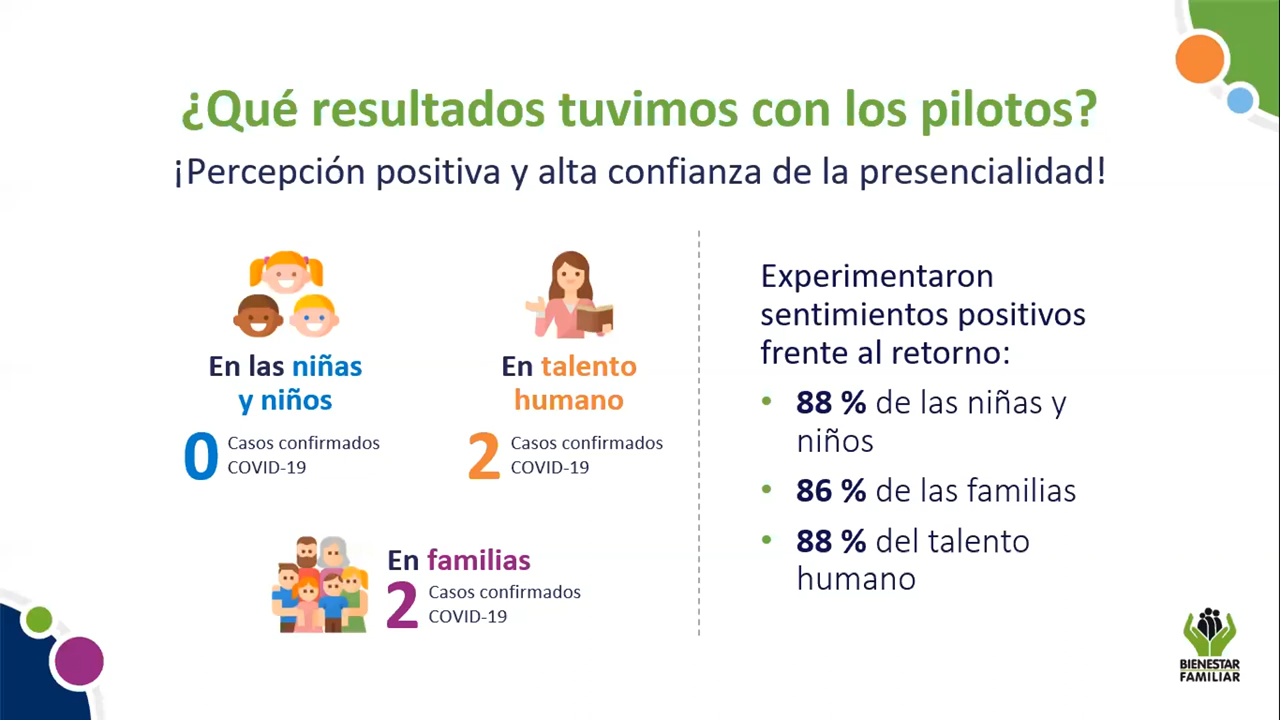 ¿Qué resultados tuvimos con los pilotos?
¡Percepción positiva y alta confianza de la presencialidad!
En las niñas
y niños
0 Casos confirmados
COVID-19
En talento
humano
2 Casos confirmados
COVID-19
En familias
2 Casos confirmados
COVID-19
Experimentaron
sentimientos positivos
frente al retorno:
• 88 % de las niñas y
niños
• 86 % de las familias
• 88 % del talento
humano
BIENESTAR
FAMILIAR